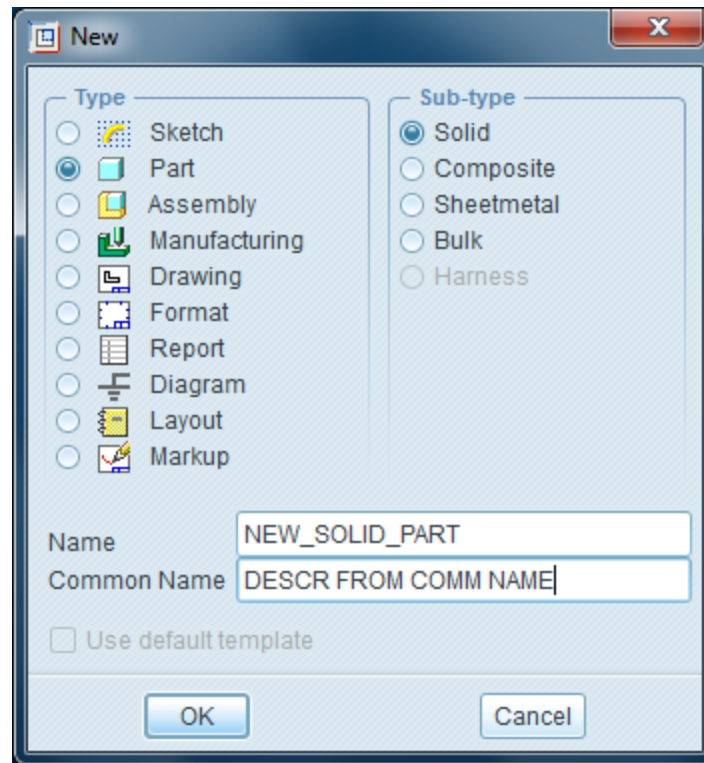 New
Type
Sketch
Part
Assembly
Manufacturing
Drawing
Format
Report
Diagram
Layout
Markup
Sub-type
Solid
Composite
Sheetmetal
Bulk
Harness
Name NEW_SOLID_PART
Common Name DESCR FROM COMM NAME
Use default template
OK Cancel